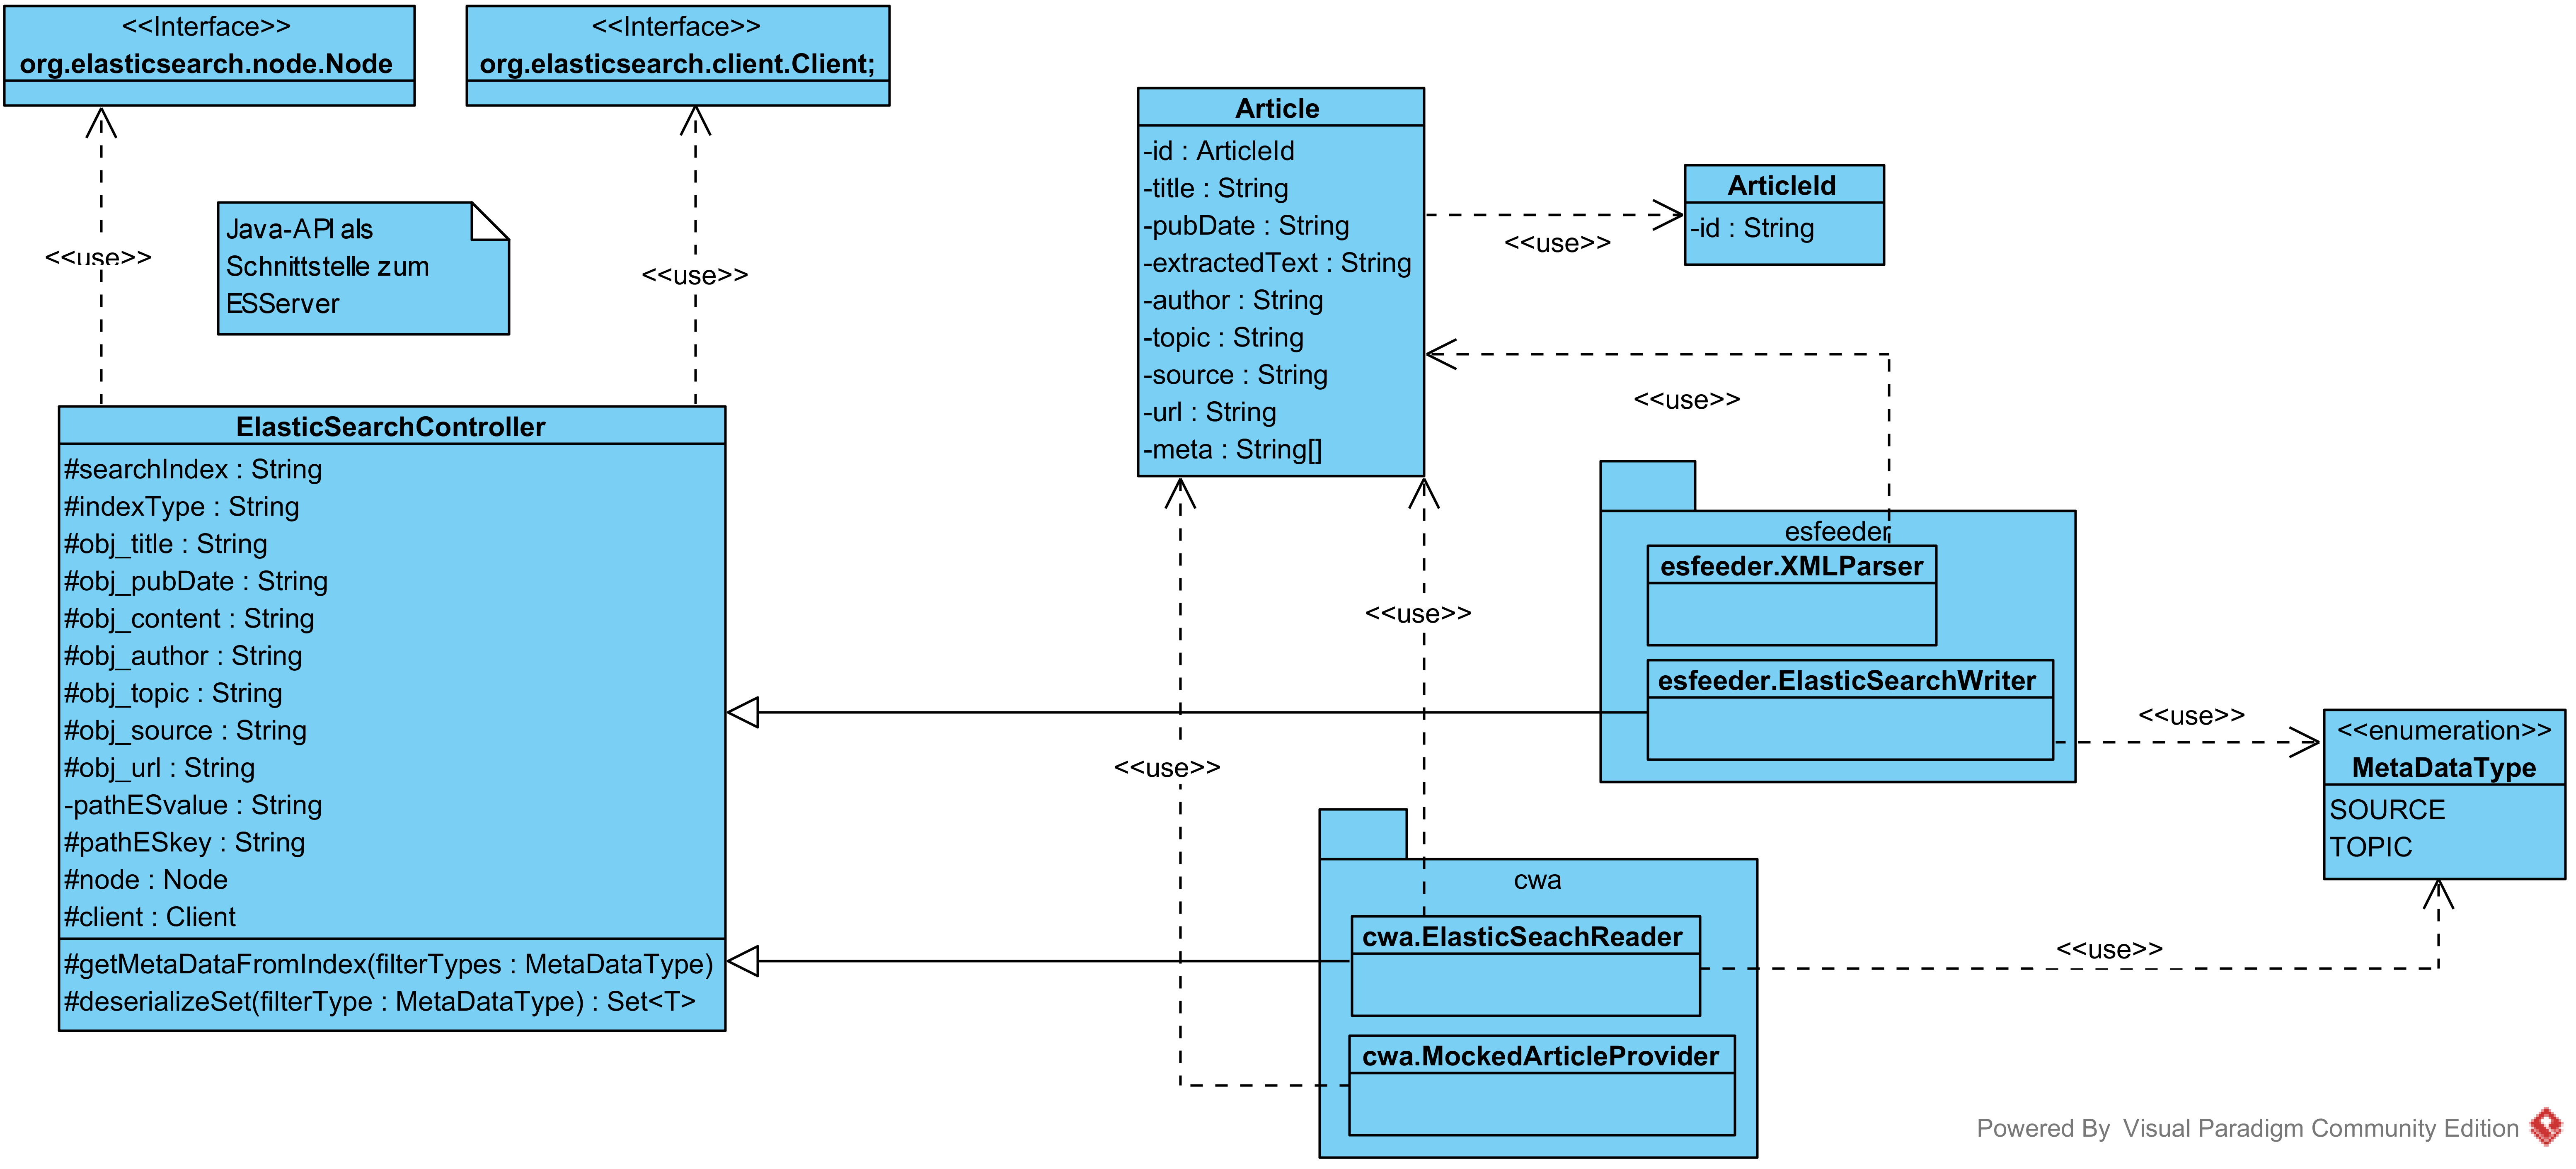 <<Interface>>
org.elasticsearch.node.Node
<<Interface>>
org.elasticsearch.client.Client;
<<use>>
Java-API als
Schnittstelle zum
ESServer
<<use>>
Article
-id : ArticleId
-title : String
-pubDate : String
-extractedText : String
-author : String
-topic : String
-source : String
-url : String
-meta : String[]
<<use>>
ArticleId
-id : String
<<use>>
ElasticSearchController
#searchIndex : String
#indexType : String
#obj_title : String
#obj_pubDate : String
#obj_content : String
#obj_author : String
#obj_topic : String
#obj_source : String
#obj_url : String
-pathESvalue : String
#pathESkey : String
#node : Node
#client : Client
#getMetaDataFromIndex(filterTypes : MetaDataType)
#deserializeSet(filterType : MetaDataType) : Set<T>
esfeeder
esfeeder.XMLParser
esfeeder.ElasticSearchWriter
<<use>>
<<use>>
<<use>>
<<enumeration>>
MetaDataType
SOURCE
TOPIC
cwa
cwa.ElasticSeachReader
cwa.MockedArticleProvider
<<use>>
Powered By Visual Paradigm Community Edition